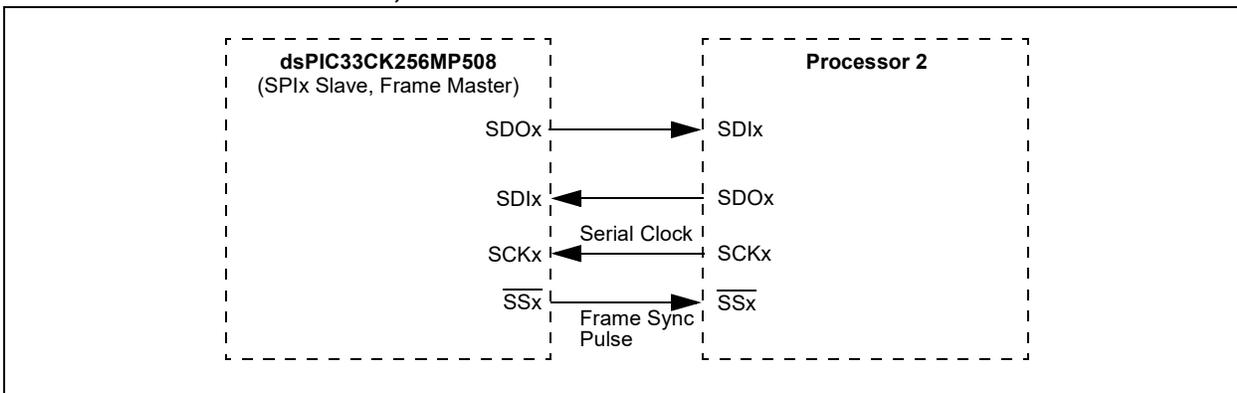 dsPIC33CK256MP508
(SPIx Slave, Frame Master)
Processor 2
SDOx
SDIx
SDIx
SDOx
Serial Clock
SCKx
SCKx
SSx
SSx
Frame Sync
Pulse